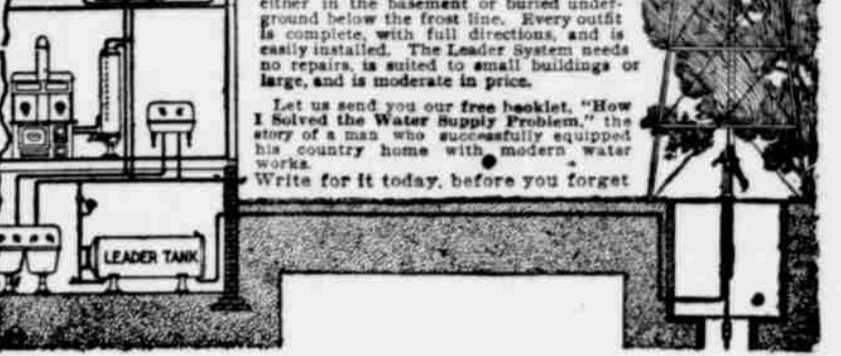 either in the basement or buried under-
ground below the frost line. Every outfit
is complete, with full directions, and is
easily installed. The Leader System needs
no repairs, is suited to small buildings or
large, and is moderate in price.
Let us send you our free booklet, "How
I Solved the Water Supply Problem," the
story of a man who successfully equipped
his country home with modern water
works.
Write for it today, before you forget
LEADER TANK